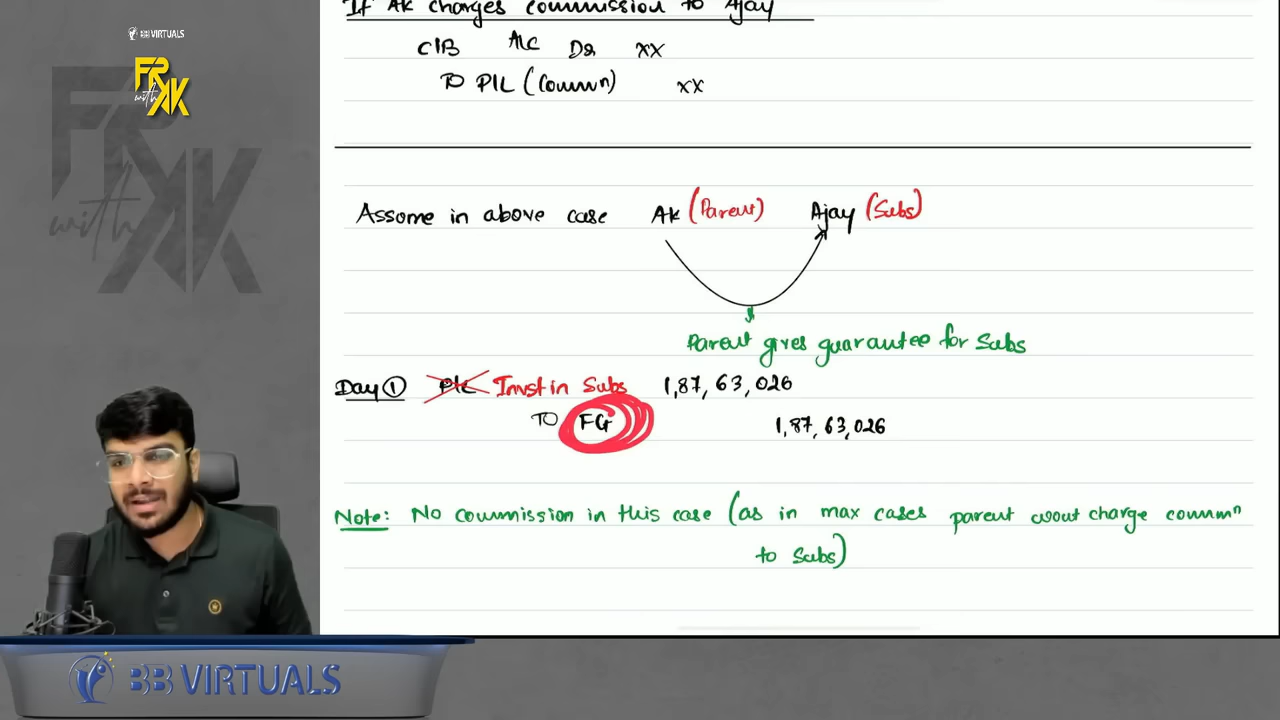 If Ak charges commission to Ajay
BB VIRTUALS
C/B A/c Dr xx
To P/L (Commn) xx
FR with AK
FR with AK
Assume in above case Ak (Parent) Ajay (Subs)
Parent gives guarantee for Subs
Day ① P/L Invst in Subs 1,87,63,026
To FG 1,87,63,026
Note: No commission in this case (as in max cases parent wont charge commn
to Subs)
BB VIRTUALS